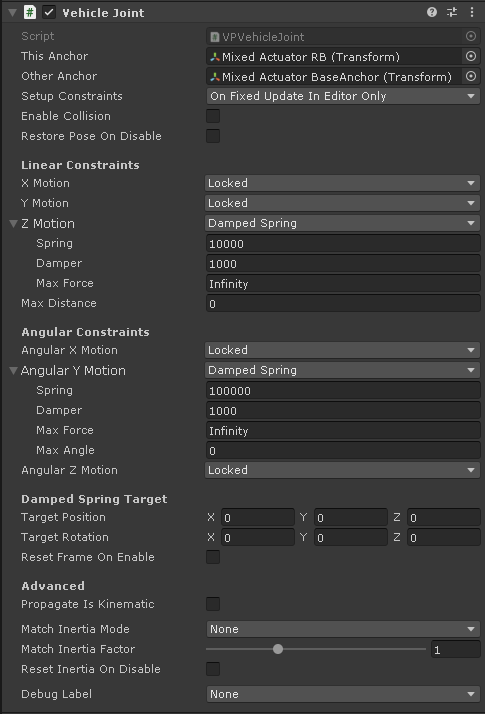 Vehicle Joint
Script VPVehicleJoint
This Anchor Mixed Actuator RB (Transform)
Other Anchor Mixed Actuator BaseAnchor (Transform)
Setup Constraints On Fixed Update In Editor Only
Enable Collision
Restore Pose On Disable
Linear Constraints
X Motion Locked
Y Motion Locked
Z Motion Damped Spring
Spring 10000
Damper 1000
Max Force Infinity
Max Distance 0
Angular Constraints
Angular X Motion Locked
Angular Y Motion Damped Spring
Spring 100000
Damper 1000
Max Force Infinity
Max Angle 0
Angular Z Motion Locked
Damped Spring Target
Target Position X 0 Y 0 Z 0
Target Rotation X 0 Y 0 Z 0
Reset Frame On Enable
Advanced
Propagate Is Kinematic
Match Inertia Mode None
Match Inertia Factor 1
Reset Inertia On Disable
Debug Label None